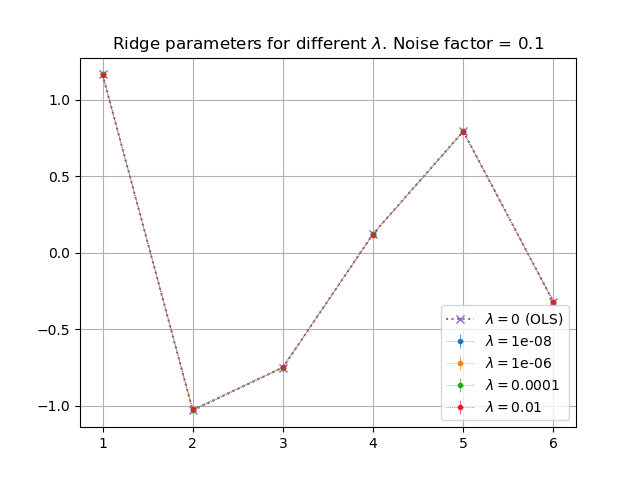 Ridge parameters for different λ. Noise factor = 0.1
1.0
0.5
0.0
−0.5
−1.0
λ = 0 (OLS)
λ = 1e-08
λ = 1e-06
λ = 0.0001
λ = 0.01
1 2 3 4 5 6